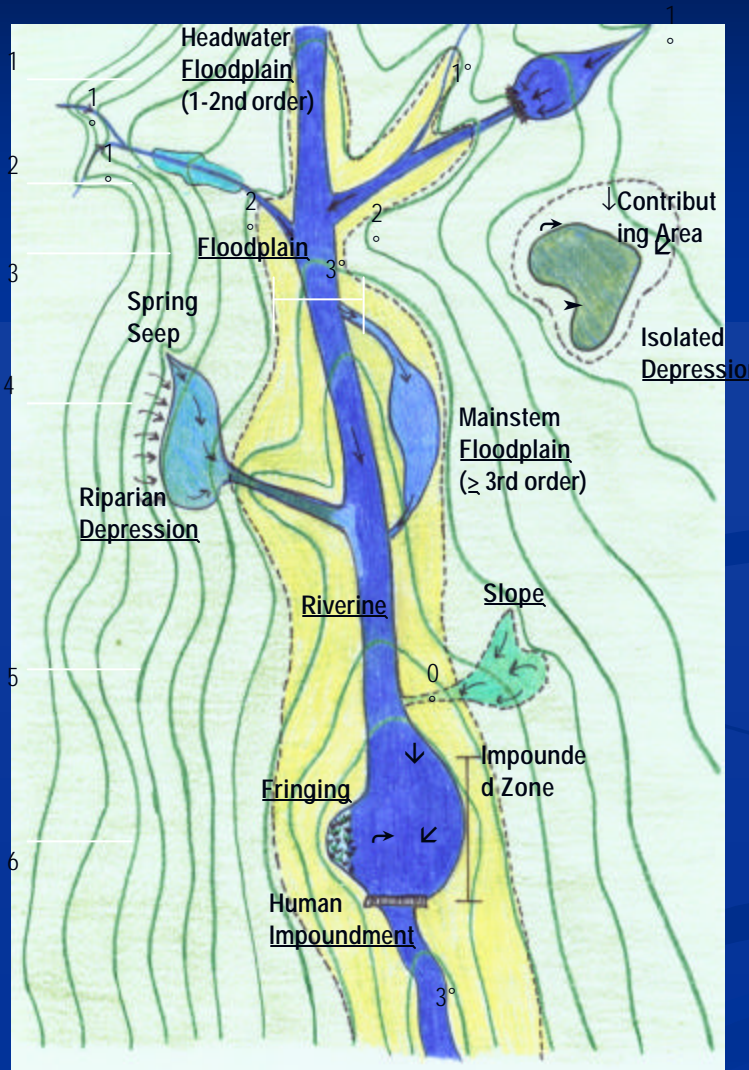 1
°
Headwater
Floodplain
(1-2nd order)
1
1°
1
°
1
°
2
2
°
2
°
↓Contribut
ing Area
Floodplain
3°
3
Spring
Seep
Isolated
Depressio
4
Mainstem
Floodplain
(≥ 3rd order)
Riparian
Depression
Slope
Riverine
5
0
°
Impounde
d Zone
Fringing
6
Human
Impoundment
3°